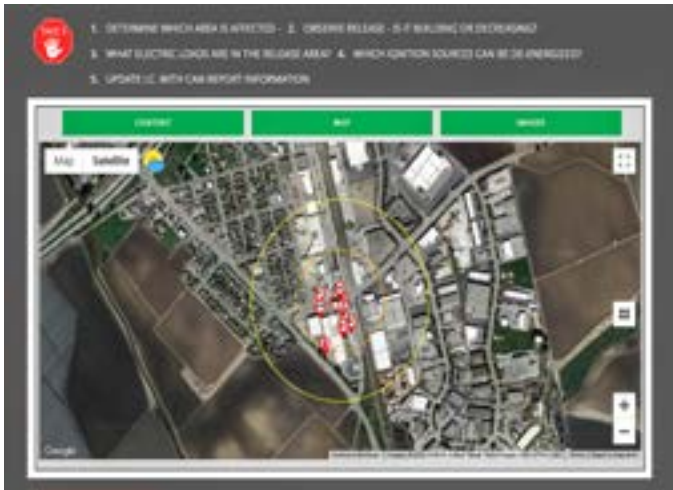 1. DETERMINE WHICH AREA IS AFFECTED - 2. OBSERVE RELEASE - IS IT BUILDING OR DECREASING?
3. WHAT ELECTRIC LOADS ARE IN THE RELEASE AREA? 4. WHICH IGNITION SOURCES CAN BE DE-ENERGIZED?
5. UPDATE I.C. WITH CAN REPORT INFORMATION
CONTENT MAP IMAGES
Map Satellite
Google